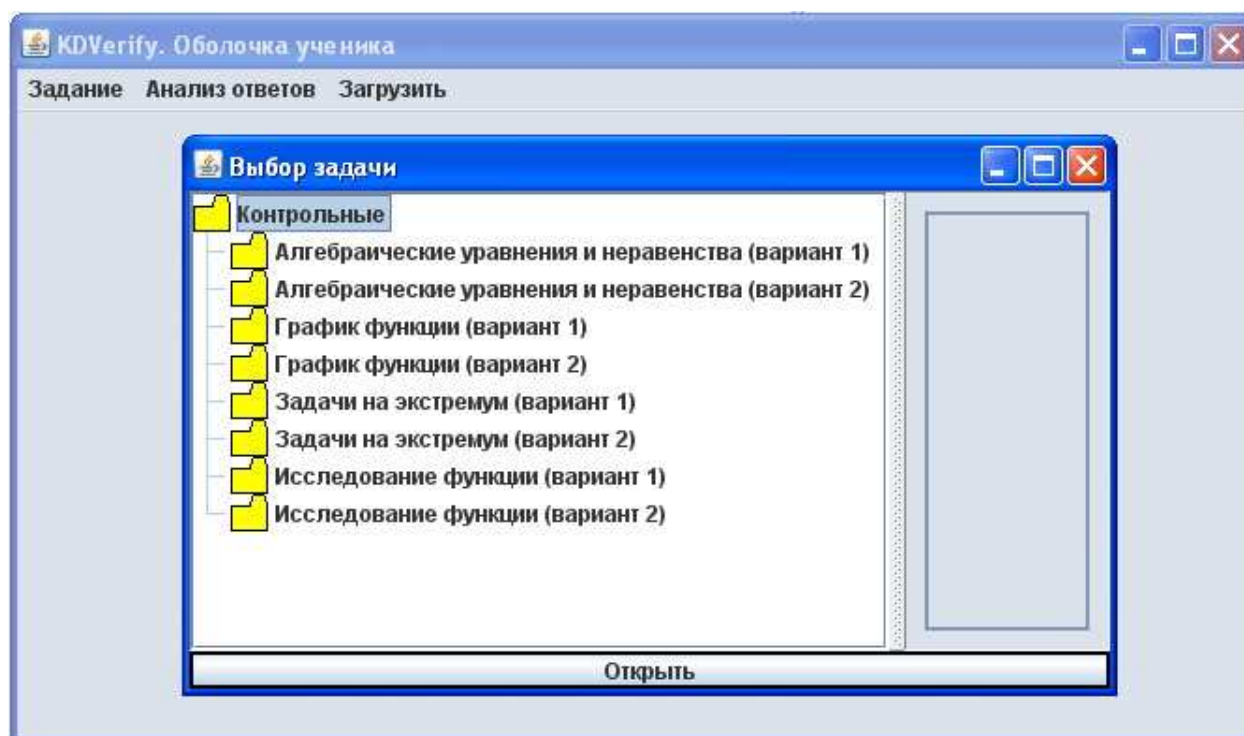 KDVerify. Оболочка ученика
Задание Анализ ответов Загрузить
Выбор задачи
Контрольные
Алгебраические уравнения и неравенства (вариант 1)
Алгебраические уравнения и неравенства (вариант 2)
График функции (вариант 1)
График функции (вариант 2)
Задачи на экстремум (вариант 1)
Задачи на экстремум (вариант 2)
Исследование функции (вариант 1)
Исследование функции (вариант 2)
Открыть